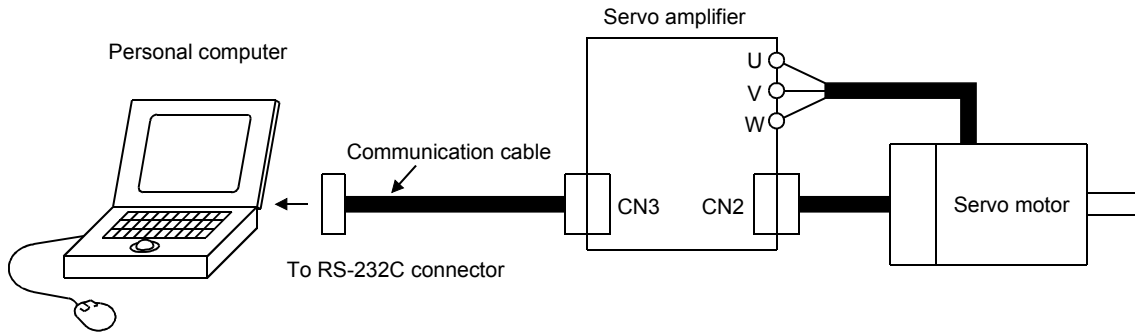 Servo amplifier
Personal computer
U
V
W
Communication cable
CN3
CN2
Servo motor
To RS-232C connector